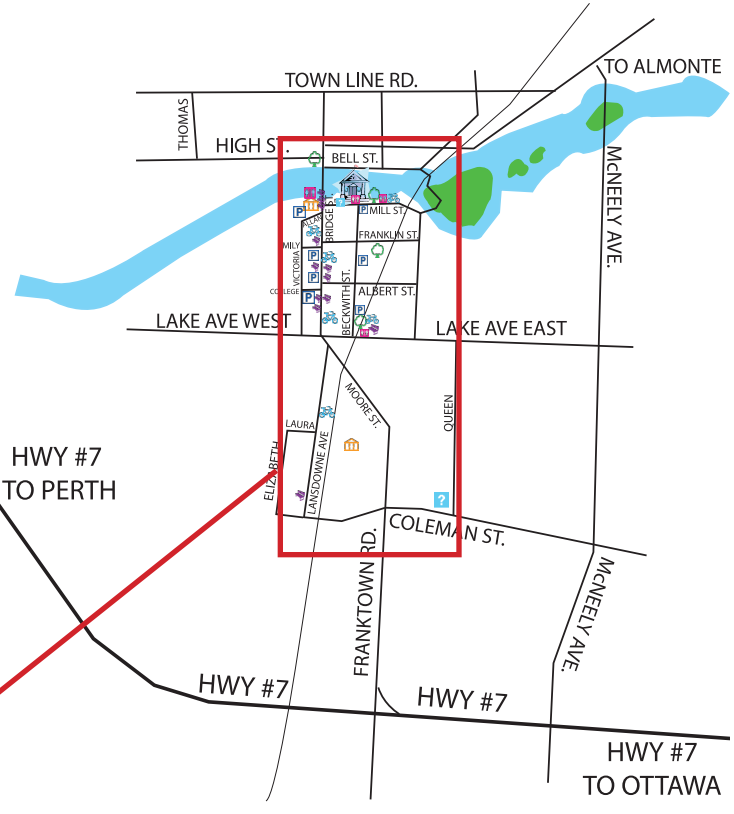 TO ALMONTE
TOWN LINE RD.
THOMAS
HIGH ST.
BELL ST.
McNEELY AVE.
P
P
MILL ST.
?
BRIDGE ST.
FRANKLIN ST.
MILY
P
P
VICTORIA
P
COLLEGE
P
ALBERT ST.
BECKWITH ST.
P
LAKE AVE WEST
LAKE AVE EAST
MOORE ST.
QUEEN
LAURA
LANSDOWNE AVE
ELIZABETH
HWY #7
TO PERTH
?
COLEMAN ST.
FRANKTOWN RD.
McNEELY AVE.
HWY #7
HWY #7
HWY #7
TO OTTAWA